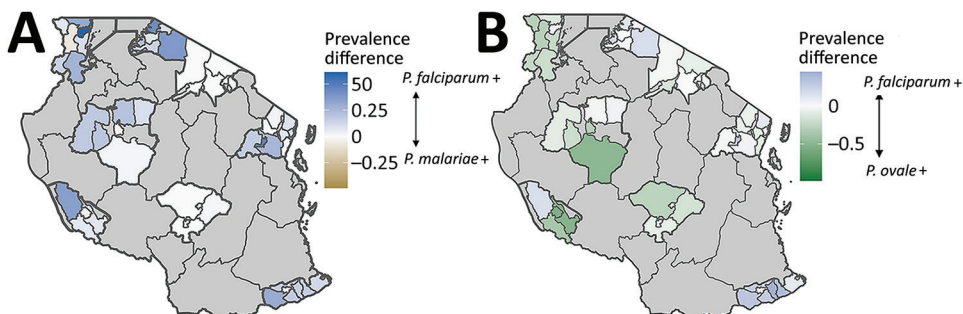 A
Prevalence
difference
50
0.25
0
−0.25
P. falciparum +
P. malariae +
B
Prevalence
difference
0
−0.5
P. falciparum +
P. ovale +